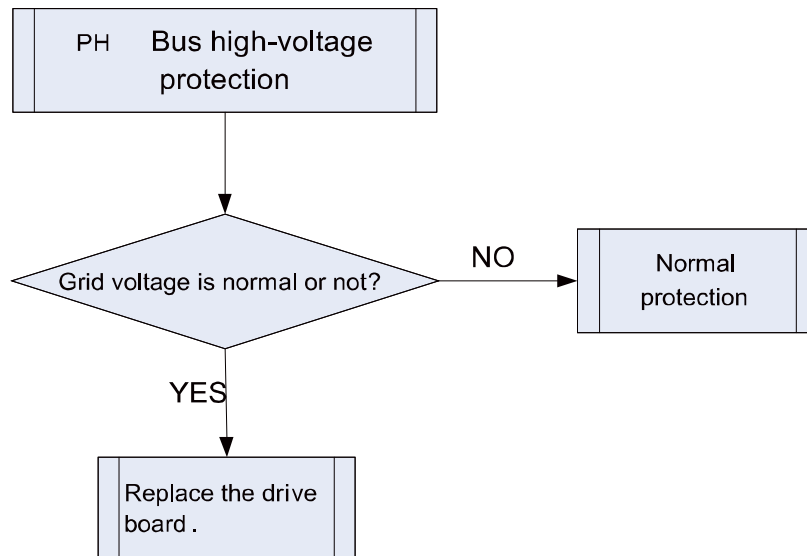 PH Bus high-voltage
protection
Grid voltage is normal or not?
NO
Normal
protection
YES
Replace the drive
board .